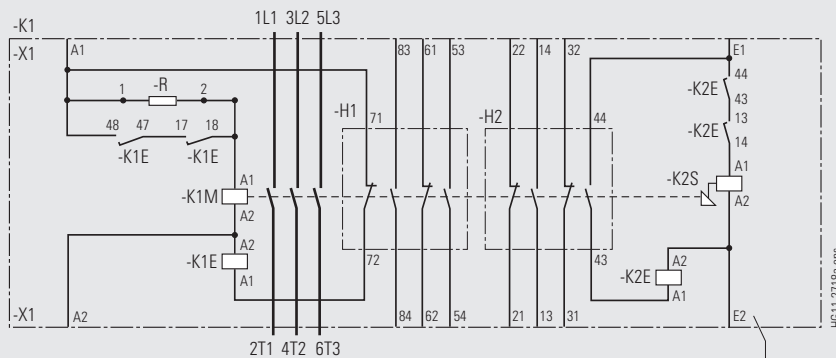 -K1
1L1 3L2 5L3
-X1
A1
83 61 53
22 14 32
E1
1 -R 2
48 47 17 18
-K1E -K1E
-H1
71
-H2
44
44
-K2E
43
13
-K2E
14
A1
-K1M
A2
A1
-K2S
A2
A2
-K1E
A1
72
43
A2
-K2E
A1
-X1
A2
84 62 54
21 13 31
E2
2T1 4T2 6T3